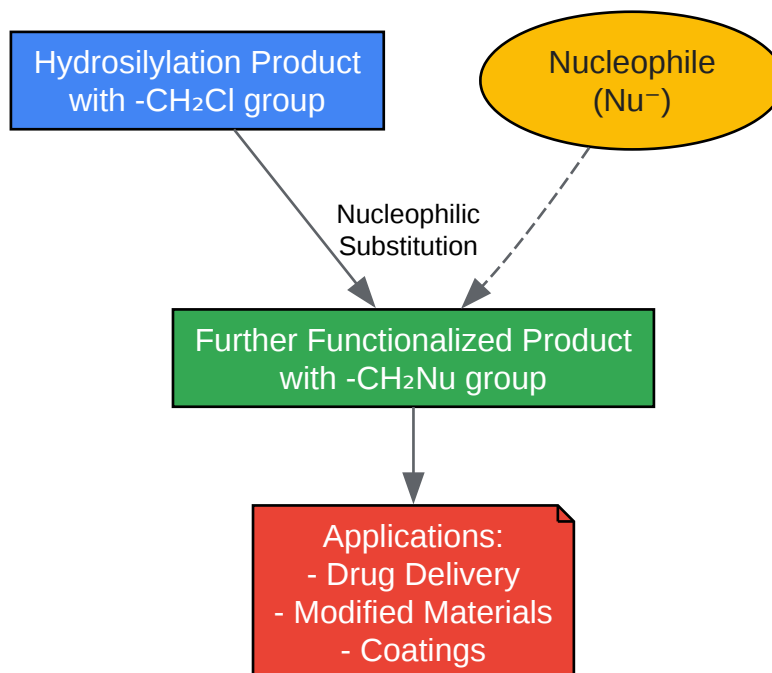 Hydrosilylation Product
with -CH₂Cl group
Nucleophile
(Nu⁻)
Nucleophilic
Substitution
Further Functionalized Product
with -CH₂Nu group
Applications:
- Drug Delivery
- Modified Materials
- Coatings